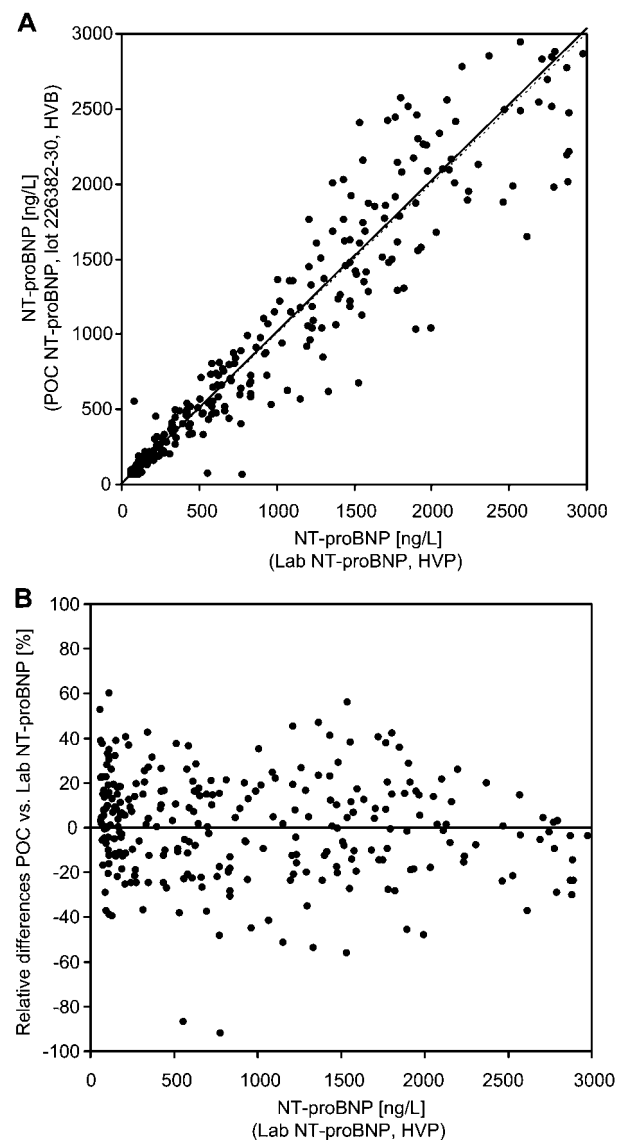 A
3000
2500
2000
1500
1000
500
0
NT-proBNP [ng/L]
(POC NT-proBNP, lot 226382-30, HVB)
0 500 1000 1500 2000 2500 3000
NT-proBNP [ng/L]
(Lab NT-proBNP, HVP)
B
100
80
60
40
20
0
-20
-40
-60
-80
-100
Relative differences POC vs. Lab NT-proBNP [%]
0 500 1000 1500 2000 2500 3000
NT-proBNP [ng/L]
(Lab NT-proBNP, HVP)